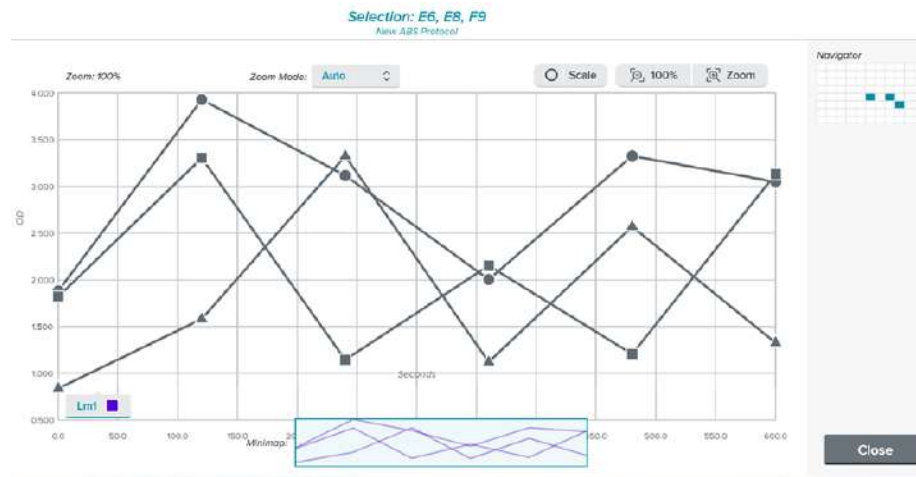 Selection: E6, E8, F9
New ABS Protocol
Zoom: 100%
Zoom Mode: Auto
Scale
100%
Zoom
Navigator
4.000
3.500
3.000
2.500
2.000
1.500
1.000
0.500
OD
Seconds
Lm1
0.0 50.0 100.0 150.0 500.0 550.0 600.0
Minimap:
Close